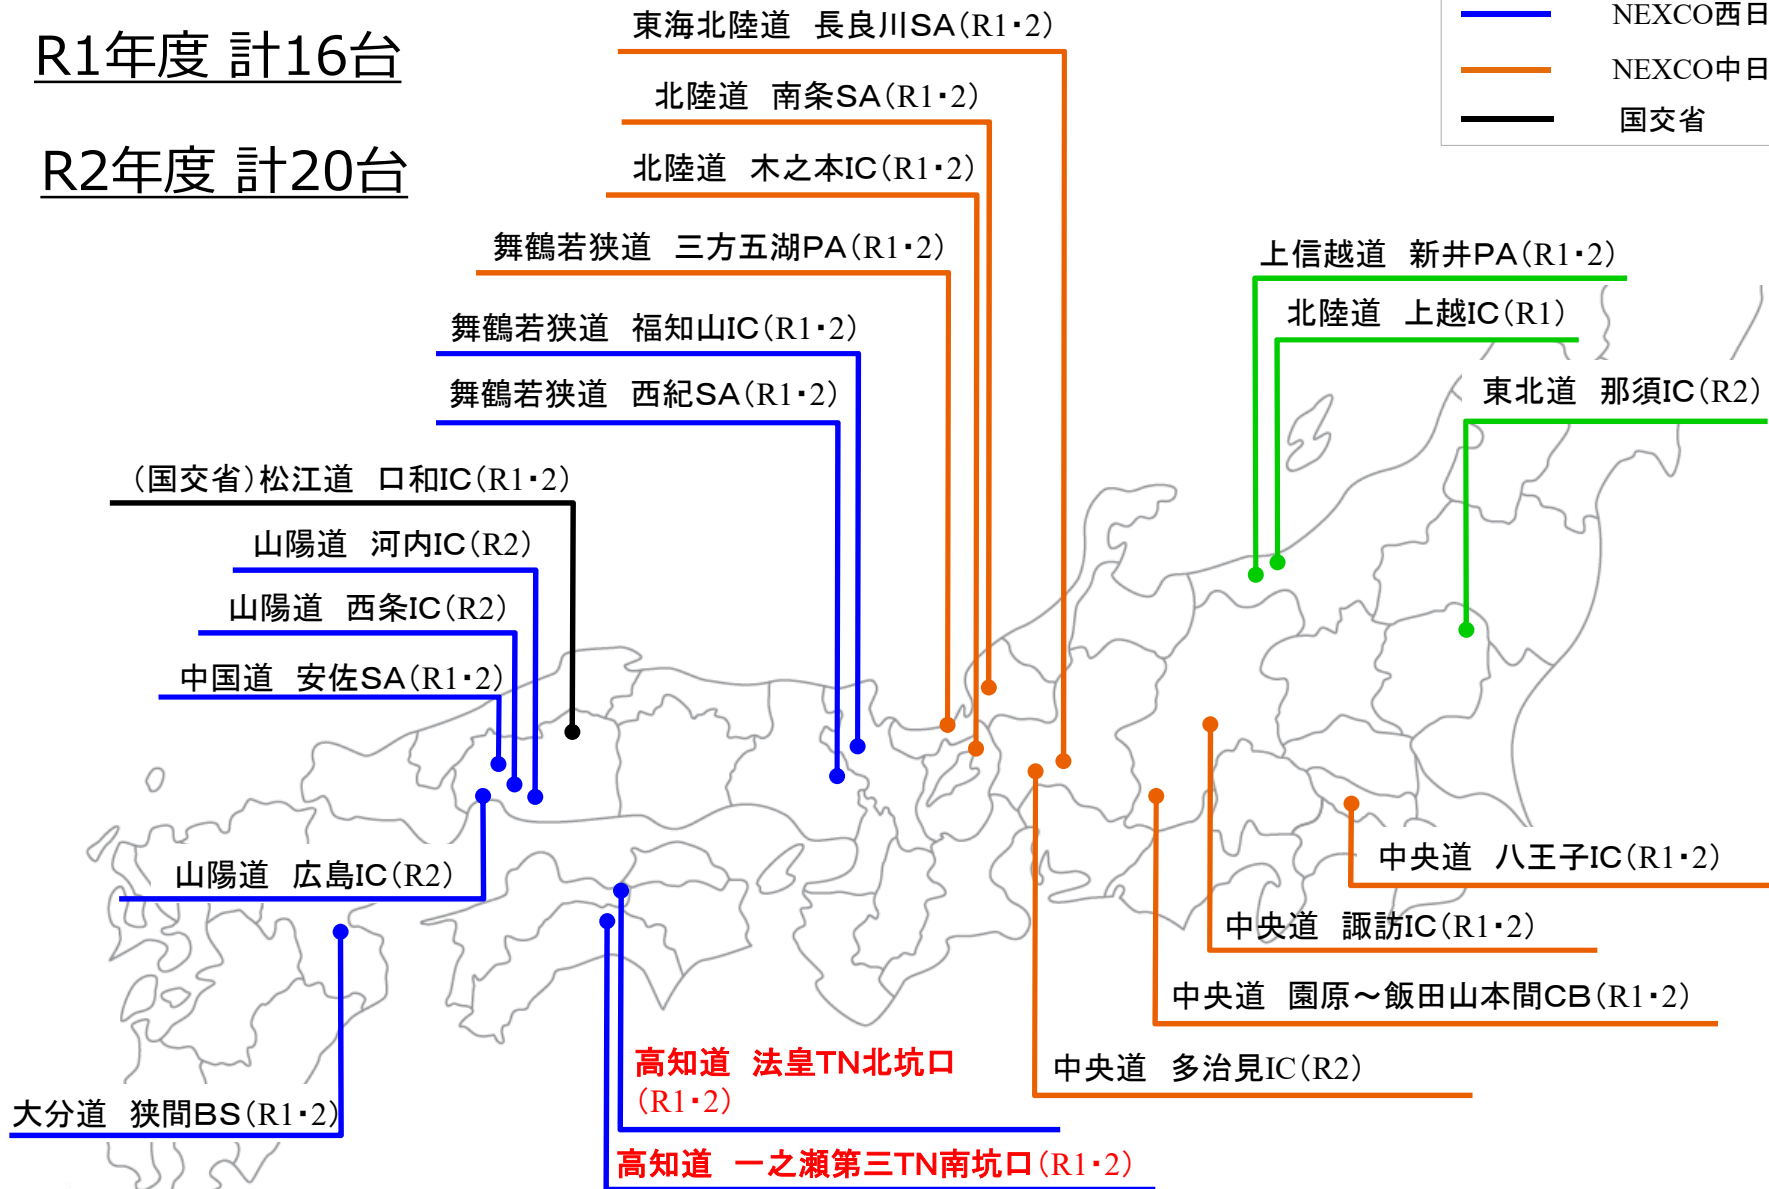 R1年度 計16台
R2年度 計20台
NEXCO西日
NEXCO中日
国交省
東海北陸道 長良川SA(R1・2)
北陸道 南条SA(R1・2)
北陸道 木之本IC(R1・2)
舞鶴若狭道 三方五湖PA(R1・2)
舞鶴若狭道 福知山IC(R1・2)
舞鶴若狭道 西紀SA(R1・2)
(国交省)松江道 口和IC(R1・2)
山陽道 河内IC(R2)
山陽道 西条IC(R2)
中国道 安佐SA(R1・2)
山陽道 広島IC(R2)
大分道 狭間BS(R1・2)
上信越道 新井PA(R1・2)
北陸道 上越IC(R1)
東北道 那須IC(R2)
中央道 八王子IC(R1・2)
中央道 諏訪IC(R1・2)
中央道 園原～飯田山本間CB(R1・2)
中央道 多治見IC(R2)
高知道 法皇TN北坑口
(R1・2)
高知道 一之瀬第三TN南坑口(R1・2)